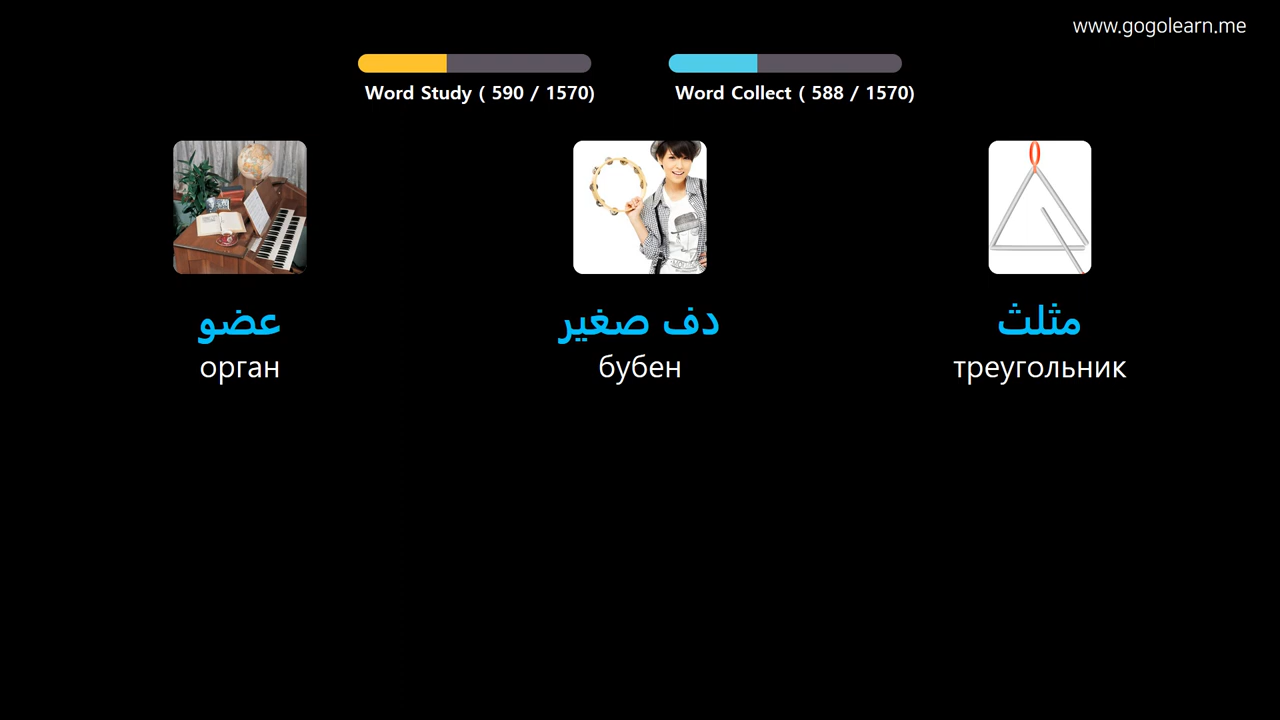 www.gogolearn.me
Word Study ( 590 / 1570)
Word Collect ( 588 / 1570)
عضو
орган
دف صغير
бубен
مثلث
треугольник